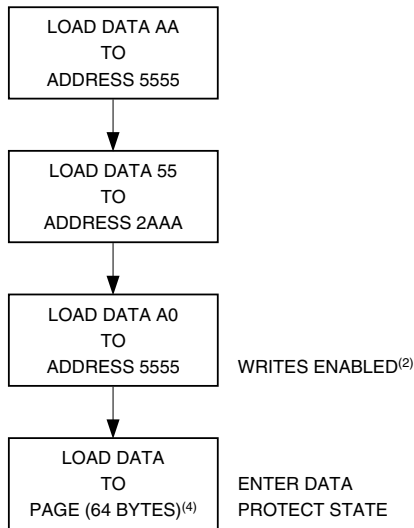 LOAD DATA AA
TO
ADDRESS 5555
LOAD DATA 55
TO
ADDRESS 2AAA
LOAD DATA A0
TO
ADDRESS 5555
WRITES ENABLED(2)
LOAD DATA
TO
PAGE (64 BYTES)(4)
ENTER DATA
PROTECT STATE